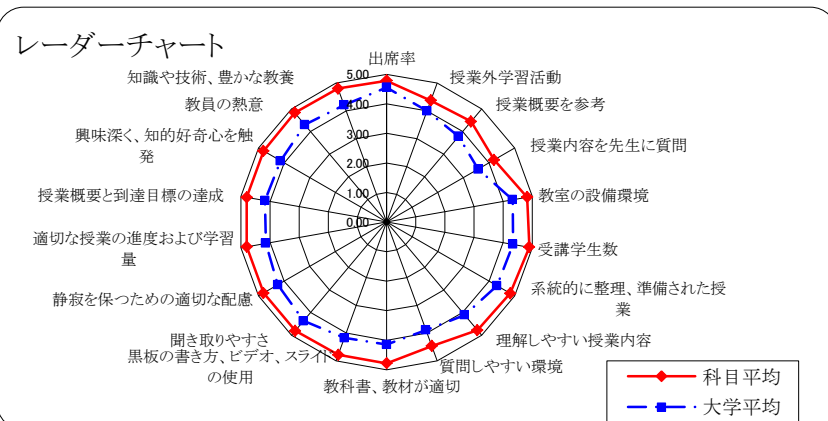 レーダーチャート
出席率
授業外学習活動
授業概要を参考
授業内容を先生に質問
教室の設備環境
受講学生数
系統的に整理、準備された授
業
理解しやすい授業内容
質問しやすい環境
教科書、教材が適切
黒板の書き方、ビデオ、スライド
の使用
聞き取りやすさ
静寂を保つための適切な配慮
適切な授業の進度および学習
量
授業概要と到達目標の達成
興味深く、知的好奇心を触
発
教員の熱意
知識や技術、豊かな教養
5.00
4.00
3.00
2.00
1.00
0.00
科目平均
大学平均